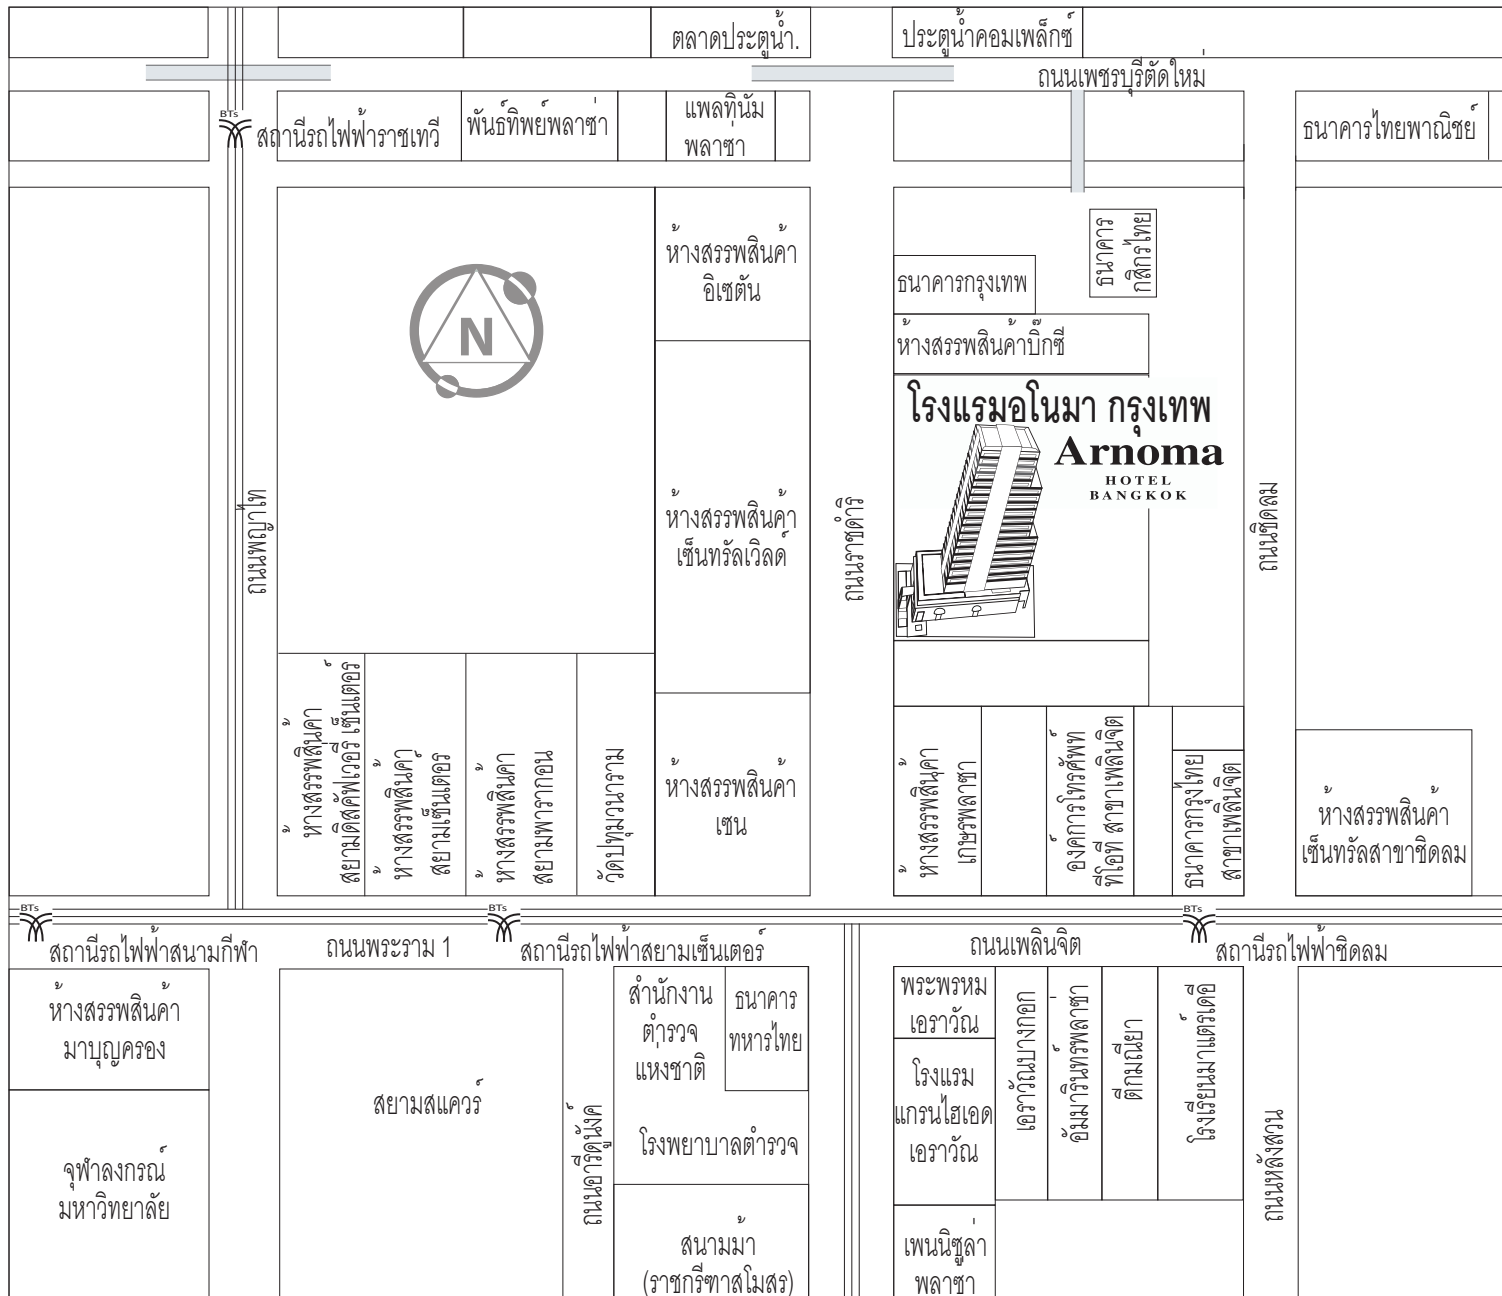 ตลาดประตูน้ำ.
ประตูน้ำคอมเพล็กซ์
ถนนเพชรบุรีตัดใหม่
BTs
สถานีรถไฟฟ้าราชเทวี
พันธ์ทิพย์พลาซ่า
แพลทินัม
พลาซ่า
ธนาคารไทยพาณิชย์
ห้างสรรพสินค้า
อิเซตัน
ธนาคาร
กสิกรไทย
ธนาคารกรุงเทพ
ห้างสรรพสินค้าบิ๊กซี
N
โรงแรมอโนมา กรุงเทพ
Arnoma
HOTEL
BANGKOK
ถนนพญาไท
ห้างสรรพสินค้า
เซ็นทรัลเวิลด์
ถนนราชดำริ
ถนนชิดลม
ห้างสรรพสินค้า
สยามดิสคัฟเวอรี่ เซ็นเตอร์
ห้างสรรพสินค้า
สยามเซ็นเตอร์
ห้างสรรพสินค้า
สยามพารากอน
วัดปทุมวนาราม
ห้างสรรพสินค้า
เซน
ห้างสรรพสินค้า
เกษรพลาซา
องค์การโทรศัพท
ทีโอที สาขาเพลินจิต
ธนาคารกรุงไทย
สาขาเพลินจิต
ห้างสรรพสินค้า
เซ็นทรัลสาขาชิดลม
BTs
สถานีรถไฟฟ้าสนามกีฬา
ถนนพระราม 1
BTs
สถานีรถไฟฟ้าสยามเซ็นเตอร์
ถนนเพลินจิต
BTs
สถานีรถไฟฟ้าชิดลม
ห้างสรรพสินค้า
มาบุญครอง
จุฬาลงกรณ์
มหาวิทยาลัย
สยามสแควร์
ถนนอารีดูนังค์
สำนักงาน
ตำรวจ
แห่งชาติ
ธนาคาร
ทหารไทย
โรงพยาบาลตำรวจ
สนามม้า
(ราชกรีฑาสโมสร)
พระพรหม
เอราวัณ
โรงแรม
แกรนไฮเอด
เอราวัณ
เพนนิซูล่า
พลาซา
เอราวัณบางกอก
อัมมารินทร์พลาซ่า
ตึกมณียา
โรงเรียนมาแตร์เดอี
ถนนหลังสวน